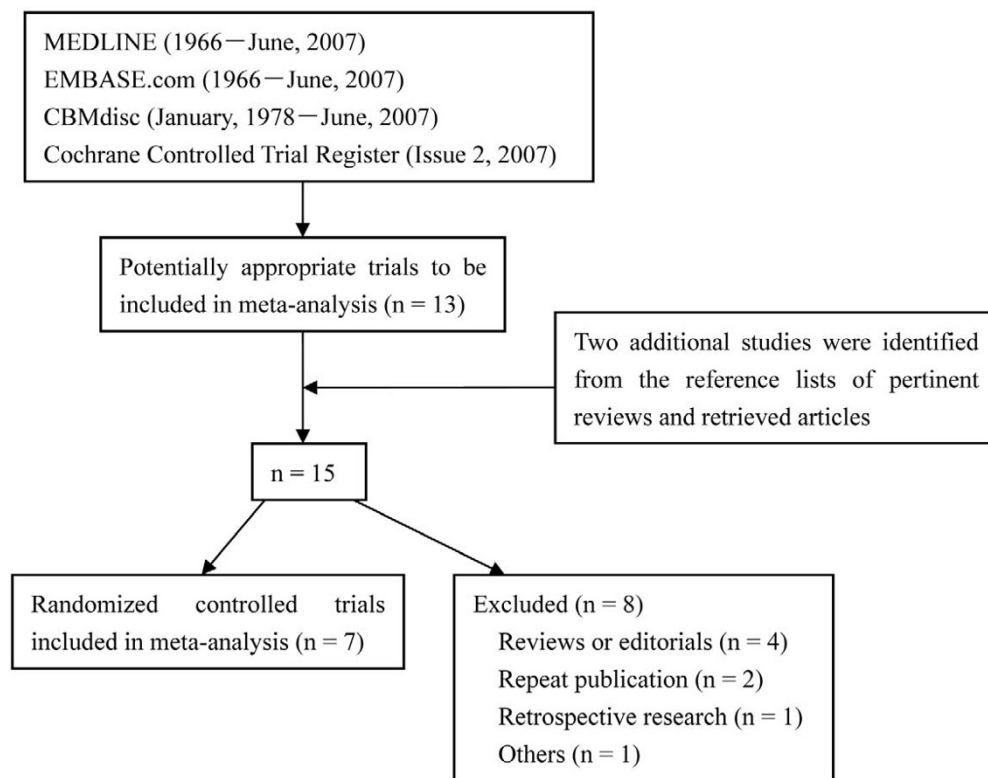 MEDLINE (1966—June, 2007)
EMBASE.com (1966—June, 2007)
CBMdisc (January, 1978—June, 2007)
Cochrane Controlled Trial Register (Issue 2, 2007)
Potentially appropriate trials to be
included in meta-analysis (n = 13)
Two additional studies were identified
from the reference lists of pertinent
reviews and retrieved articles
n = 15
Randomized controlled trials
included in meta-analysis (n = 7)
Excluded (n = 8)
Reviews or editorials (n = 4)
Repeat publication (n = 2)
Retrospective research (n = 1)
Others (n = 1)